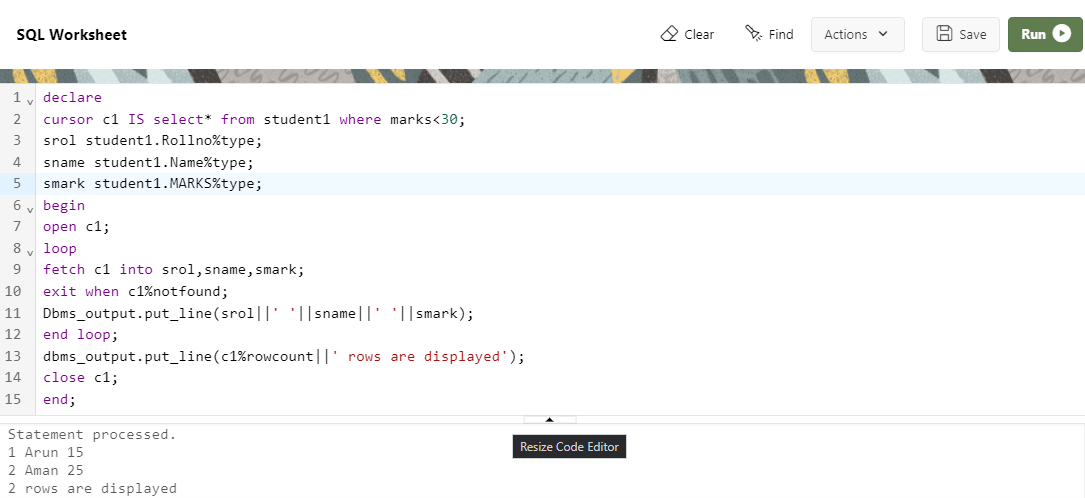 SQL Worksheet Clear Find Actions Save Run
1 declare
2 cursor c1 IS select* from student1 where marks<30;
3 srol student1.Rollno%type;
4 sname student1.Name%type;
5 smark student1.MARKS%type;
6 begin
7 open c1;
8 loop
9 fetch c1 into srol,sname,smark;
10 exit when c1%notfound;
11 Dbms_output.put_line(srol||' '||sname||' '||smark);
12 end loop;
13 dbms_output.put_line(c1%rowcount||' rows are displayed');
14 close c1;
15 end;
Statement processed.
Resize Code Editor
1 Arun 15
2 Aman 25
2 rows are displayed